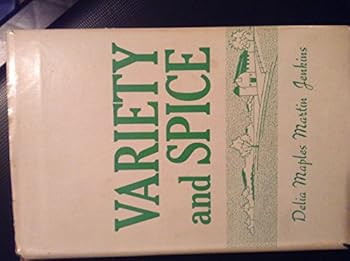 VARIETY
and SPICE
Delia Maples Martin Jenkins